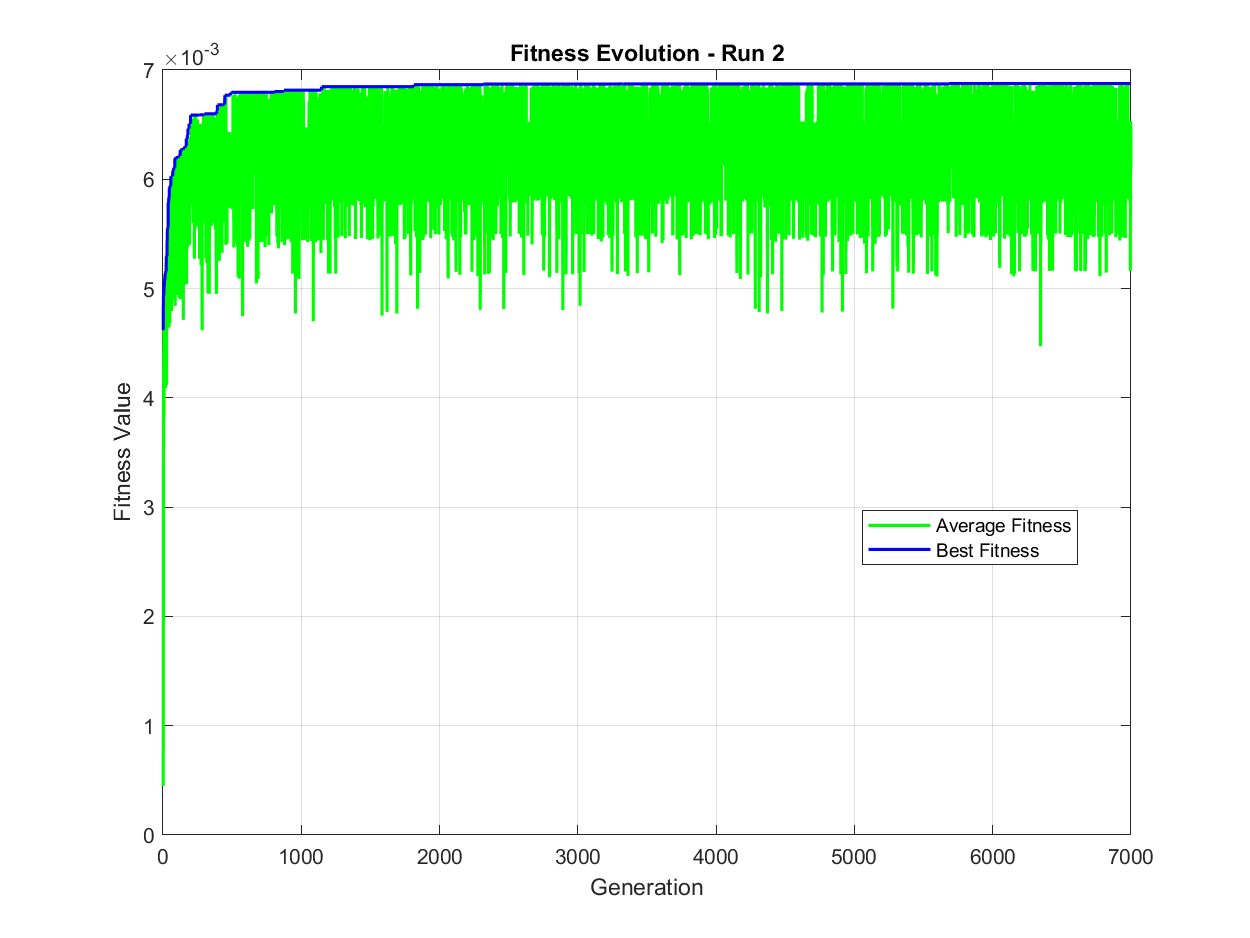 Fitness Evolution - Run 2
×10-3
7
6
5
4
3
2
1
0
Fitness Value
Average Fitness
Best Fitness
0 1000 2000 3000 4000 5000 6000 7000
Generation